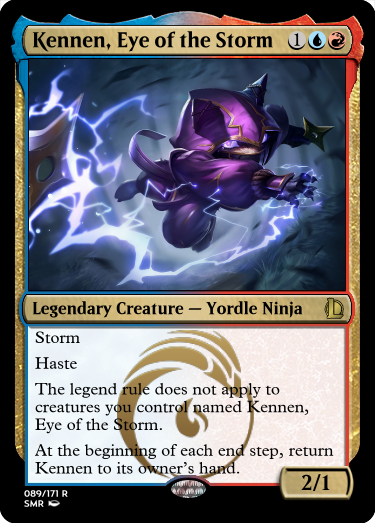 Kennen, Eye of the Storm 1
Legendary Creature — Yordle Ninja
Storm
Haste
The legend rule does not apply to
creatures you control named Kennen,
Eye of the Storm.
At the beginning of each end step, return
Kennen to its owner's hand.
2/1
089/171 R
SMR